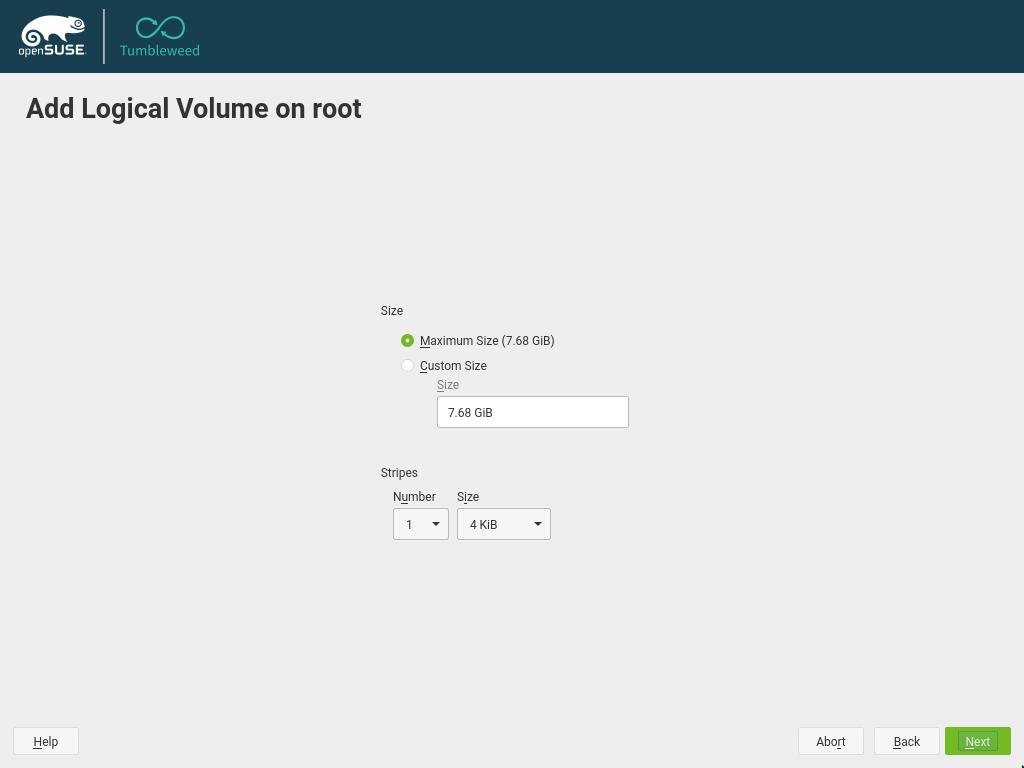 openSUSE
Tumbleweed
Add Logical Volume on root
Size
Maximum Size (7.68 GiB)
Custom Size
Size
7.68 GiB
Stripes
Number Size
1 4 KiB
Help Abort Back Next